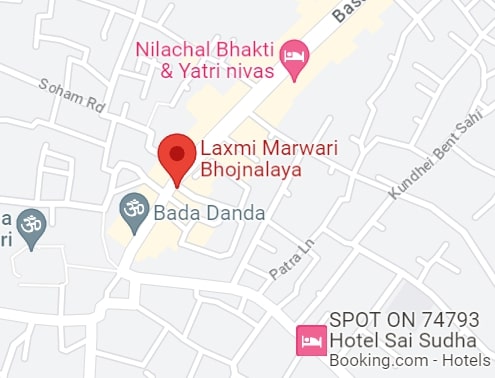 Bas
Nilachal Bhakti
& Yatri nivas
Soham Rd
Laxmi Marwari
Bhojnalaya
Kundhei Bent Sahi
a
ri
Bada Danda
Patra Ln
SPOT ON 74793
Hotel Sai Sudha
Booking.com - Hotels